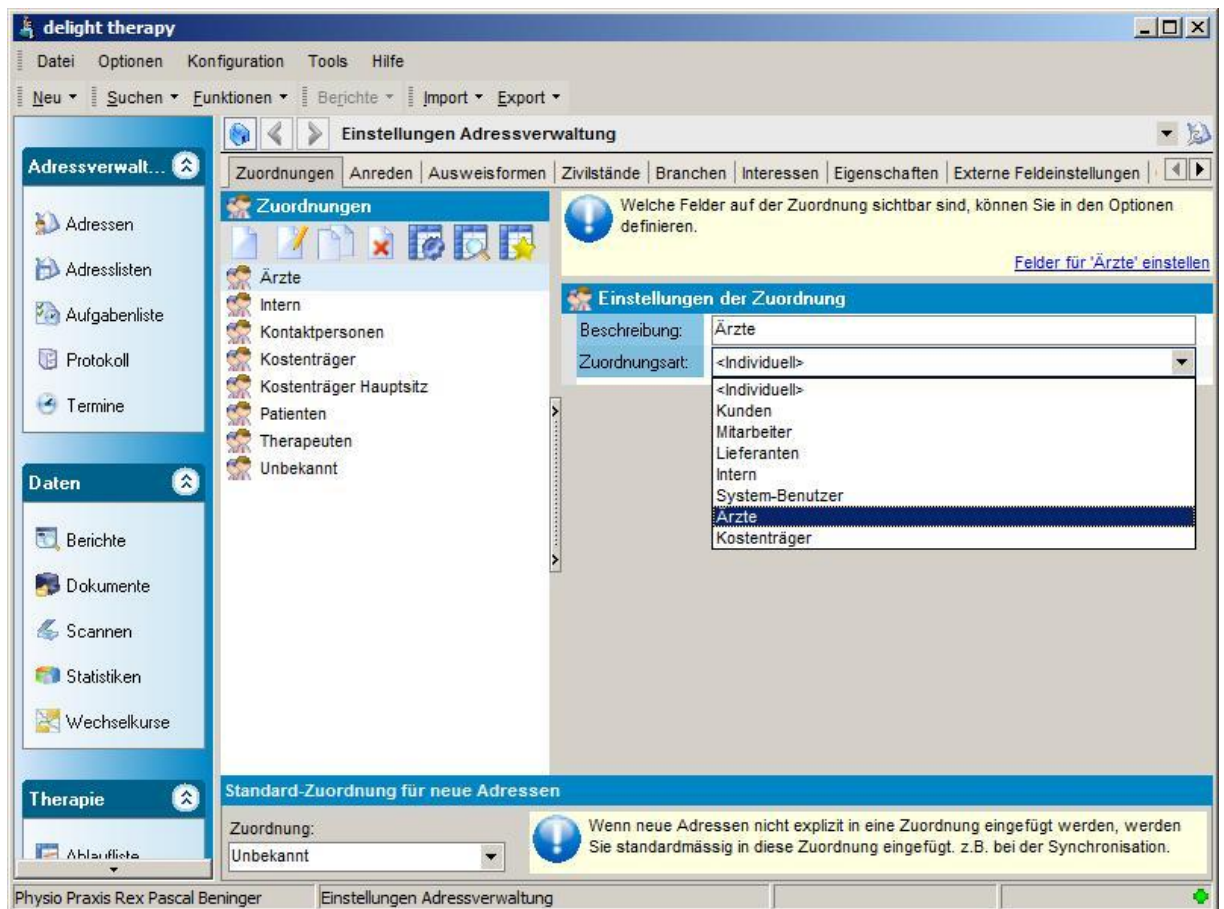 delight therapy
Datei Optionen Konfiguration Tools Hilfe
Neu Suchen Funktionen Berichte Import Export
Einstellungen Adressverwaltung
Adressverwalt...
Adressen
Adresslisten
Aufgabenliste
Protokoll
Termine
Daten
Berichte
Dokumente
Scannen
Statistiken
Wechselkurse
Therapie
Ablaufliste
Zuordnungen Anreden Ausweisformen Zivilstände Branchen Interessen Eigenschaften Externe Feldeinstellungen
Zuordnungen
Ärzte
Intern
Kontaktpersonen
Kostenträger
Kostenträger Hauptsitz
Patienten
Therapeuten
Unbekannt
Welche Felder auf der Zuordnung sichtbar sind, können Sie in den Optionen
definieren.
Felder für 'Ärzte' einstellen
Einstellungen der Zuordnung
Beschreibung: Ärzte
Zuordnungsart: <Individuell>
<Individuell>
Kunden
Mitarbeiter
Lieferanten
Intern
System-Benutzer
Ärzte
Kostenträger
Standard-Zuordnung für neue Adressen
Zuordnung:
Unbekannt
Wenn neue Adressen nicht explizit in eine Zuordnung eingefügt werden, werden
Sie standardmässig in diese Zuordnung eingefügt. z.B. bei der Synchronisation.
Physio Praxis Rex Pascal Beninger Einstellungen Adressverwaltung